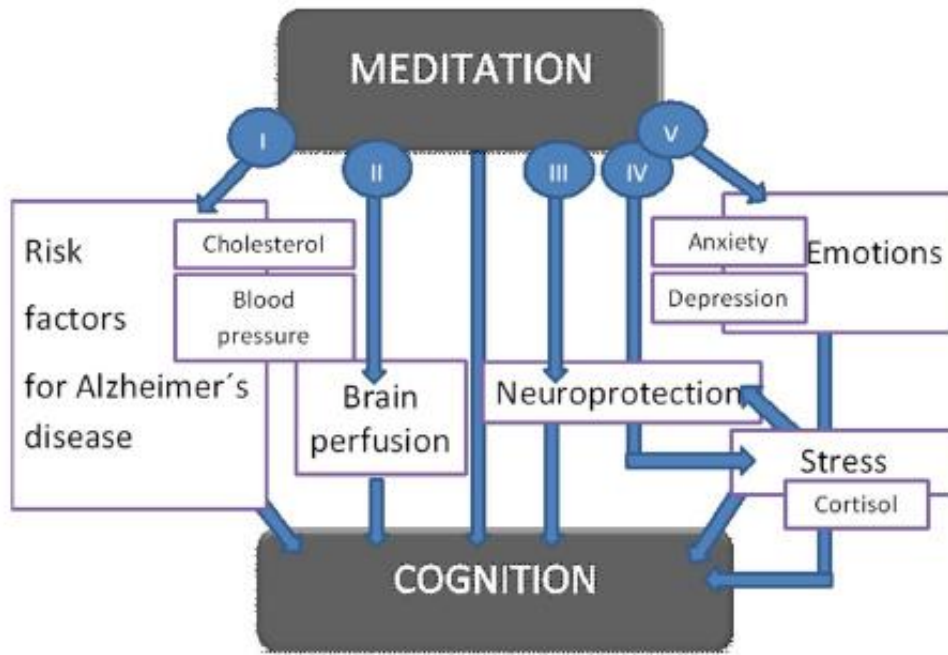 MEDITATION
I
II
III
IV
V
Risk
factors
for Alzheimer´s
disease
Cholesterol
Blood
pressure
Brain
perfusion
Neuroprotection
Anxiety
Depression
Emotions
Stress
Cortisol
COGNITION